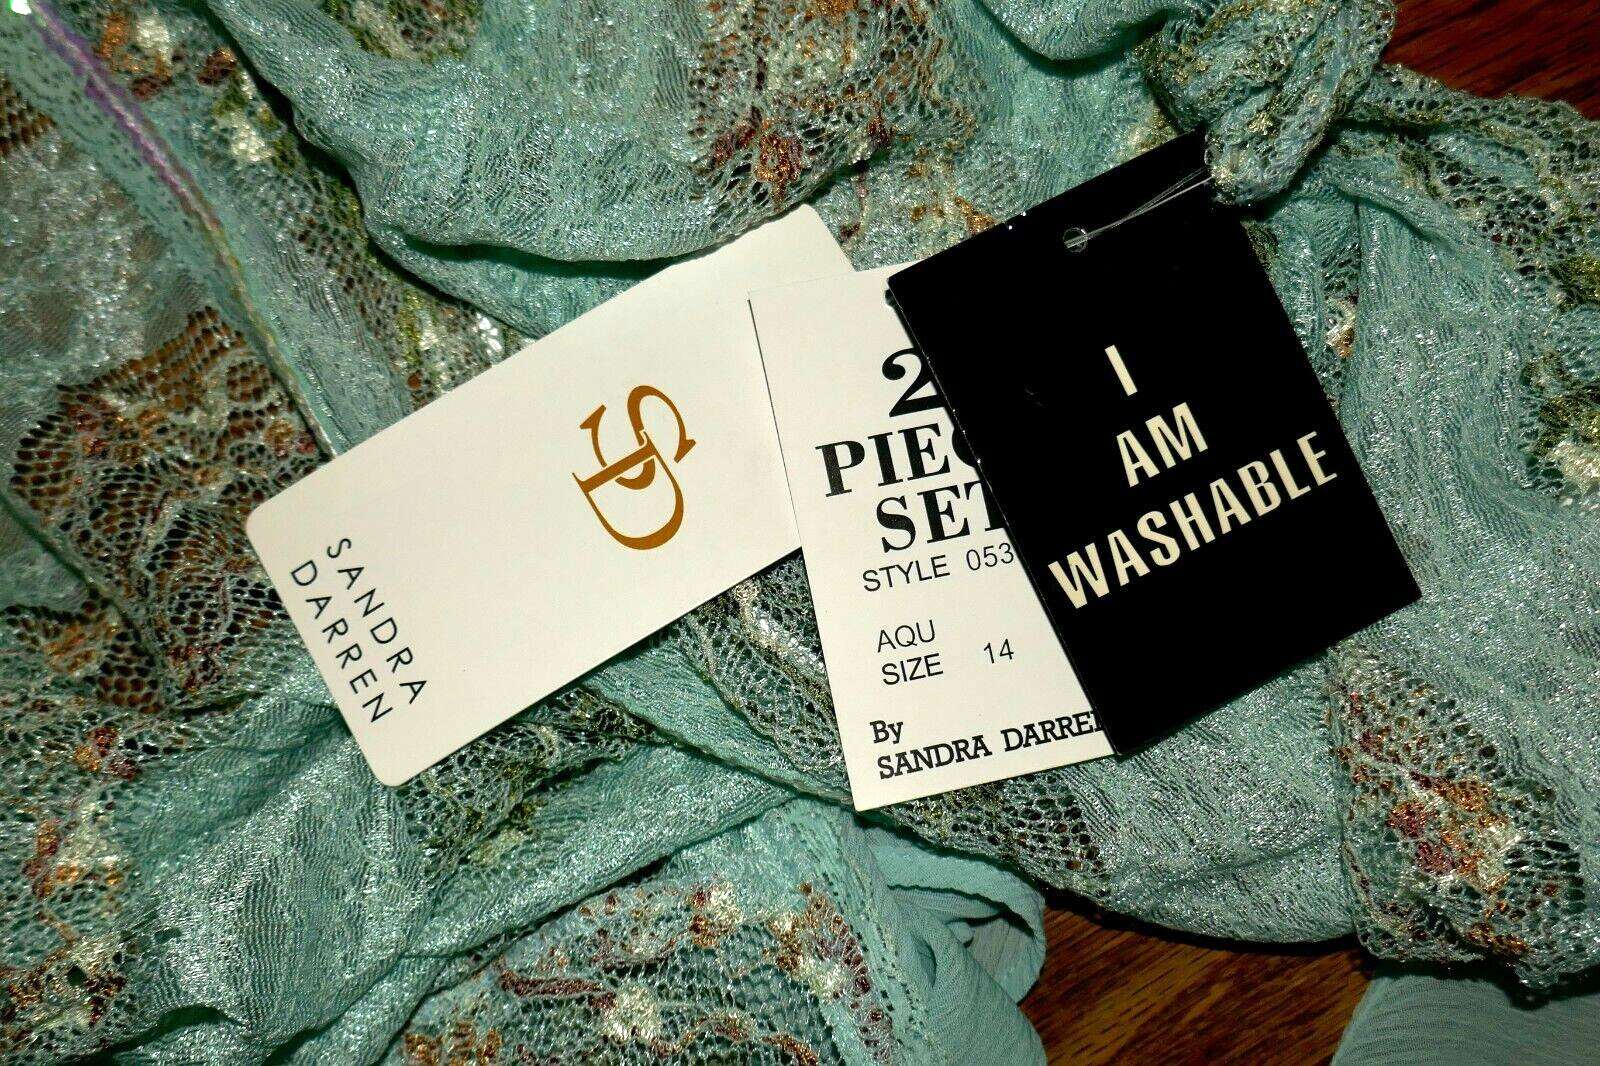 SD
SANDRA
DARREN
2
PIEC
SET
STYLE 053
AQU
SIZE 14
By
SANDRA DARRE
I
AM
WASHABLE